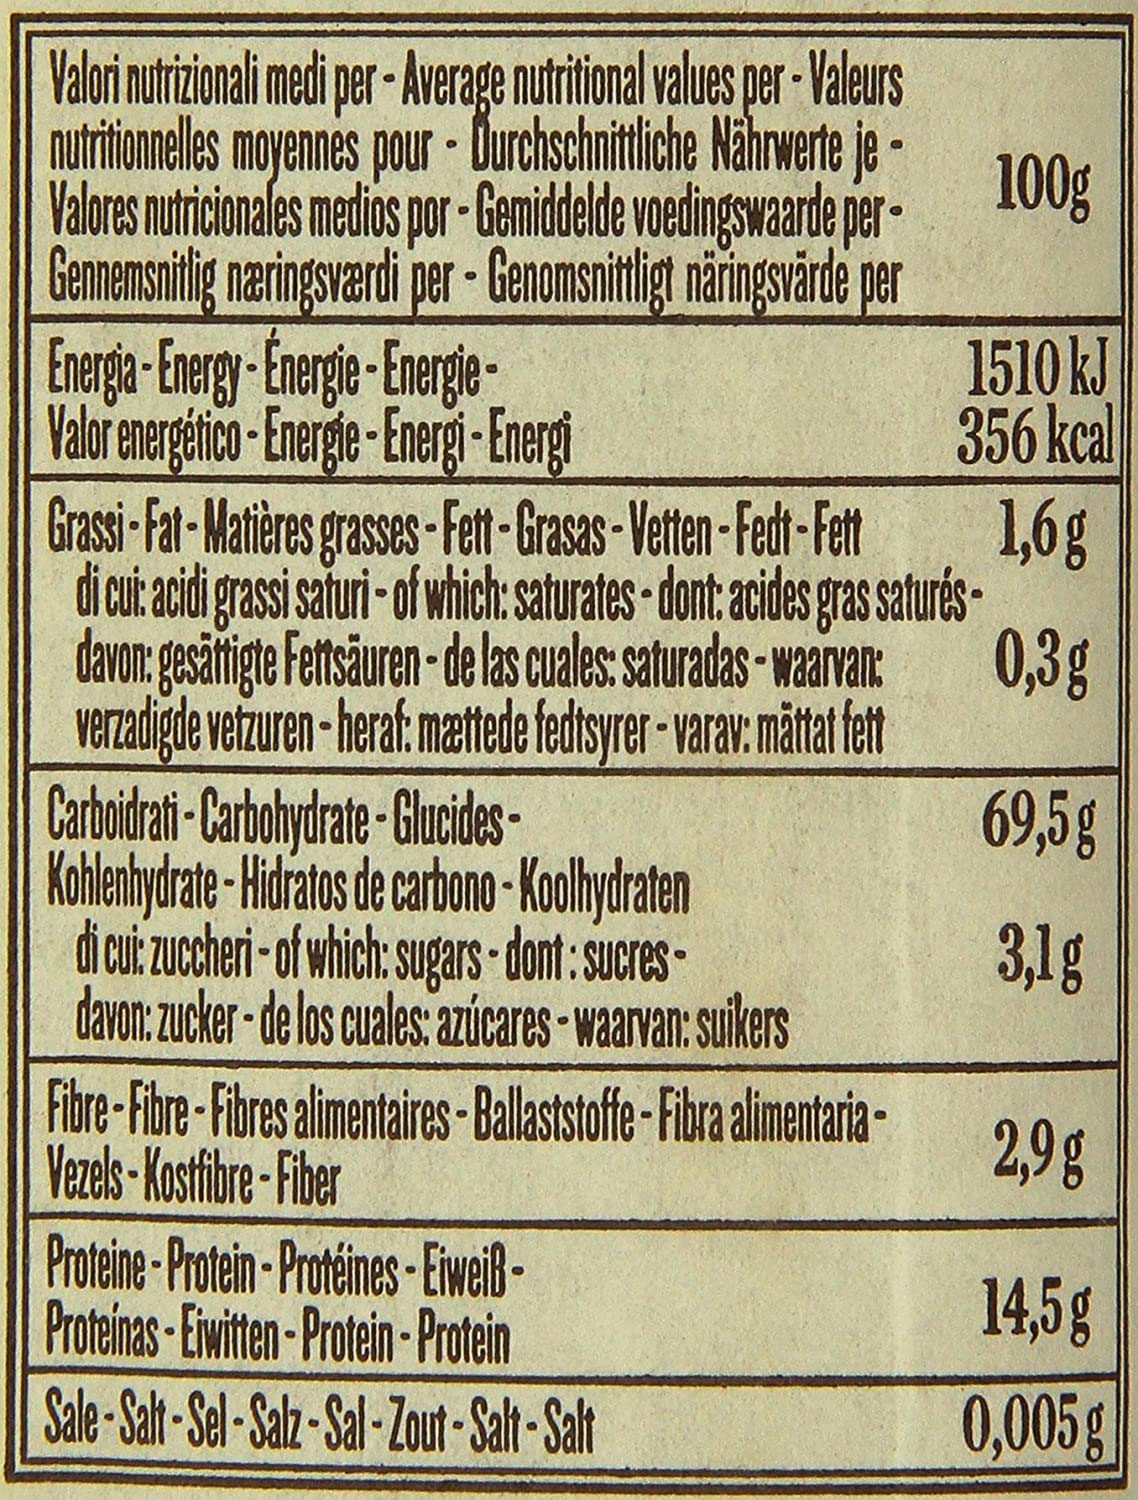 Valori nutrizionali medi per - Average nutritional values per - Valeurs
nutritionnelles moyennes pour - Durchschnittliche Nährwerte je -
Valores nutricionales medios por - Gemiddelde voedingswaarde per -
Gennemsnitlig næringsværdi per - Genomsnittligt näringsvärde per
100g
Energia - Energy - Énergie - Energie - 1510 kJ
Valor energético - Energie - Energi - Energi 356 kcal
Grassi - Fat - Matières grasses - Fett - Grasas - Vetten - Fedt - Fett 1,6 g
di cui: acidi grassi saturi - of which: saturates - dont: acides gras saturés -
davon: gesättigte Fettsäuren - de las cuales: saturadas - waarvan: 0,3 g
verzadigde vetzuren - heraf: mættede fedtsyrer - varav: mättat fett
Carboidrati - Carbohydrate - Glucides - 69,5 g
Kohlenhydrate - Hidratos de carbono - Koolhydraten
di cui: zuccheri - of which: sugars - dont : sucres - 3,1 g
davon: zucker - de los cuales: azúcares - waarvan: suikers
Fibre - Fibre - Fibres alimentaires - Ballaststoffe - Fibra alimentaria -
Vezels - Kostfibre - Fiber
2,9 g
Proteine - Protein - Protéines - Eiweiß -
Proteínas - Eiwitten - Protein - Protein
14,5 g
Sale - Salt - Sel - Salz - Sal - Zout - Salt - Salt 0,005 g